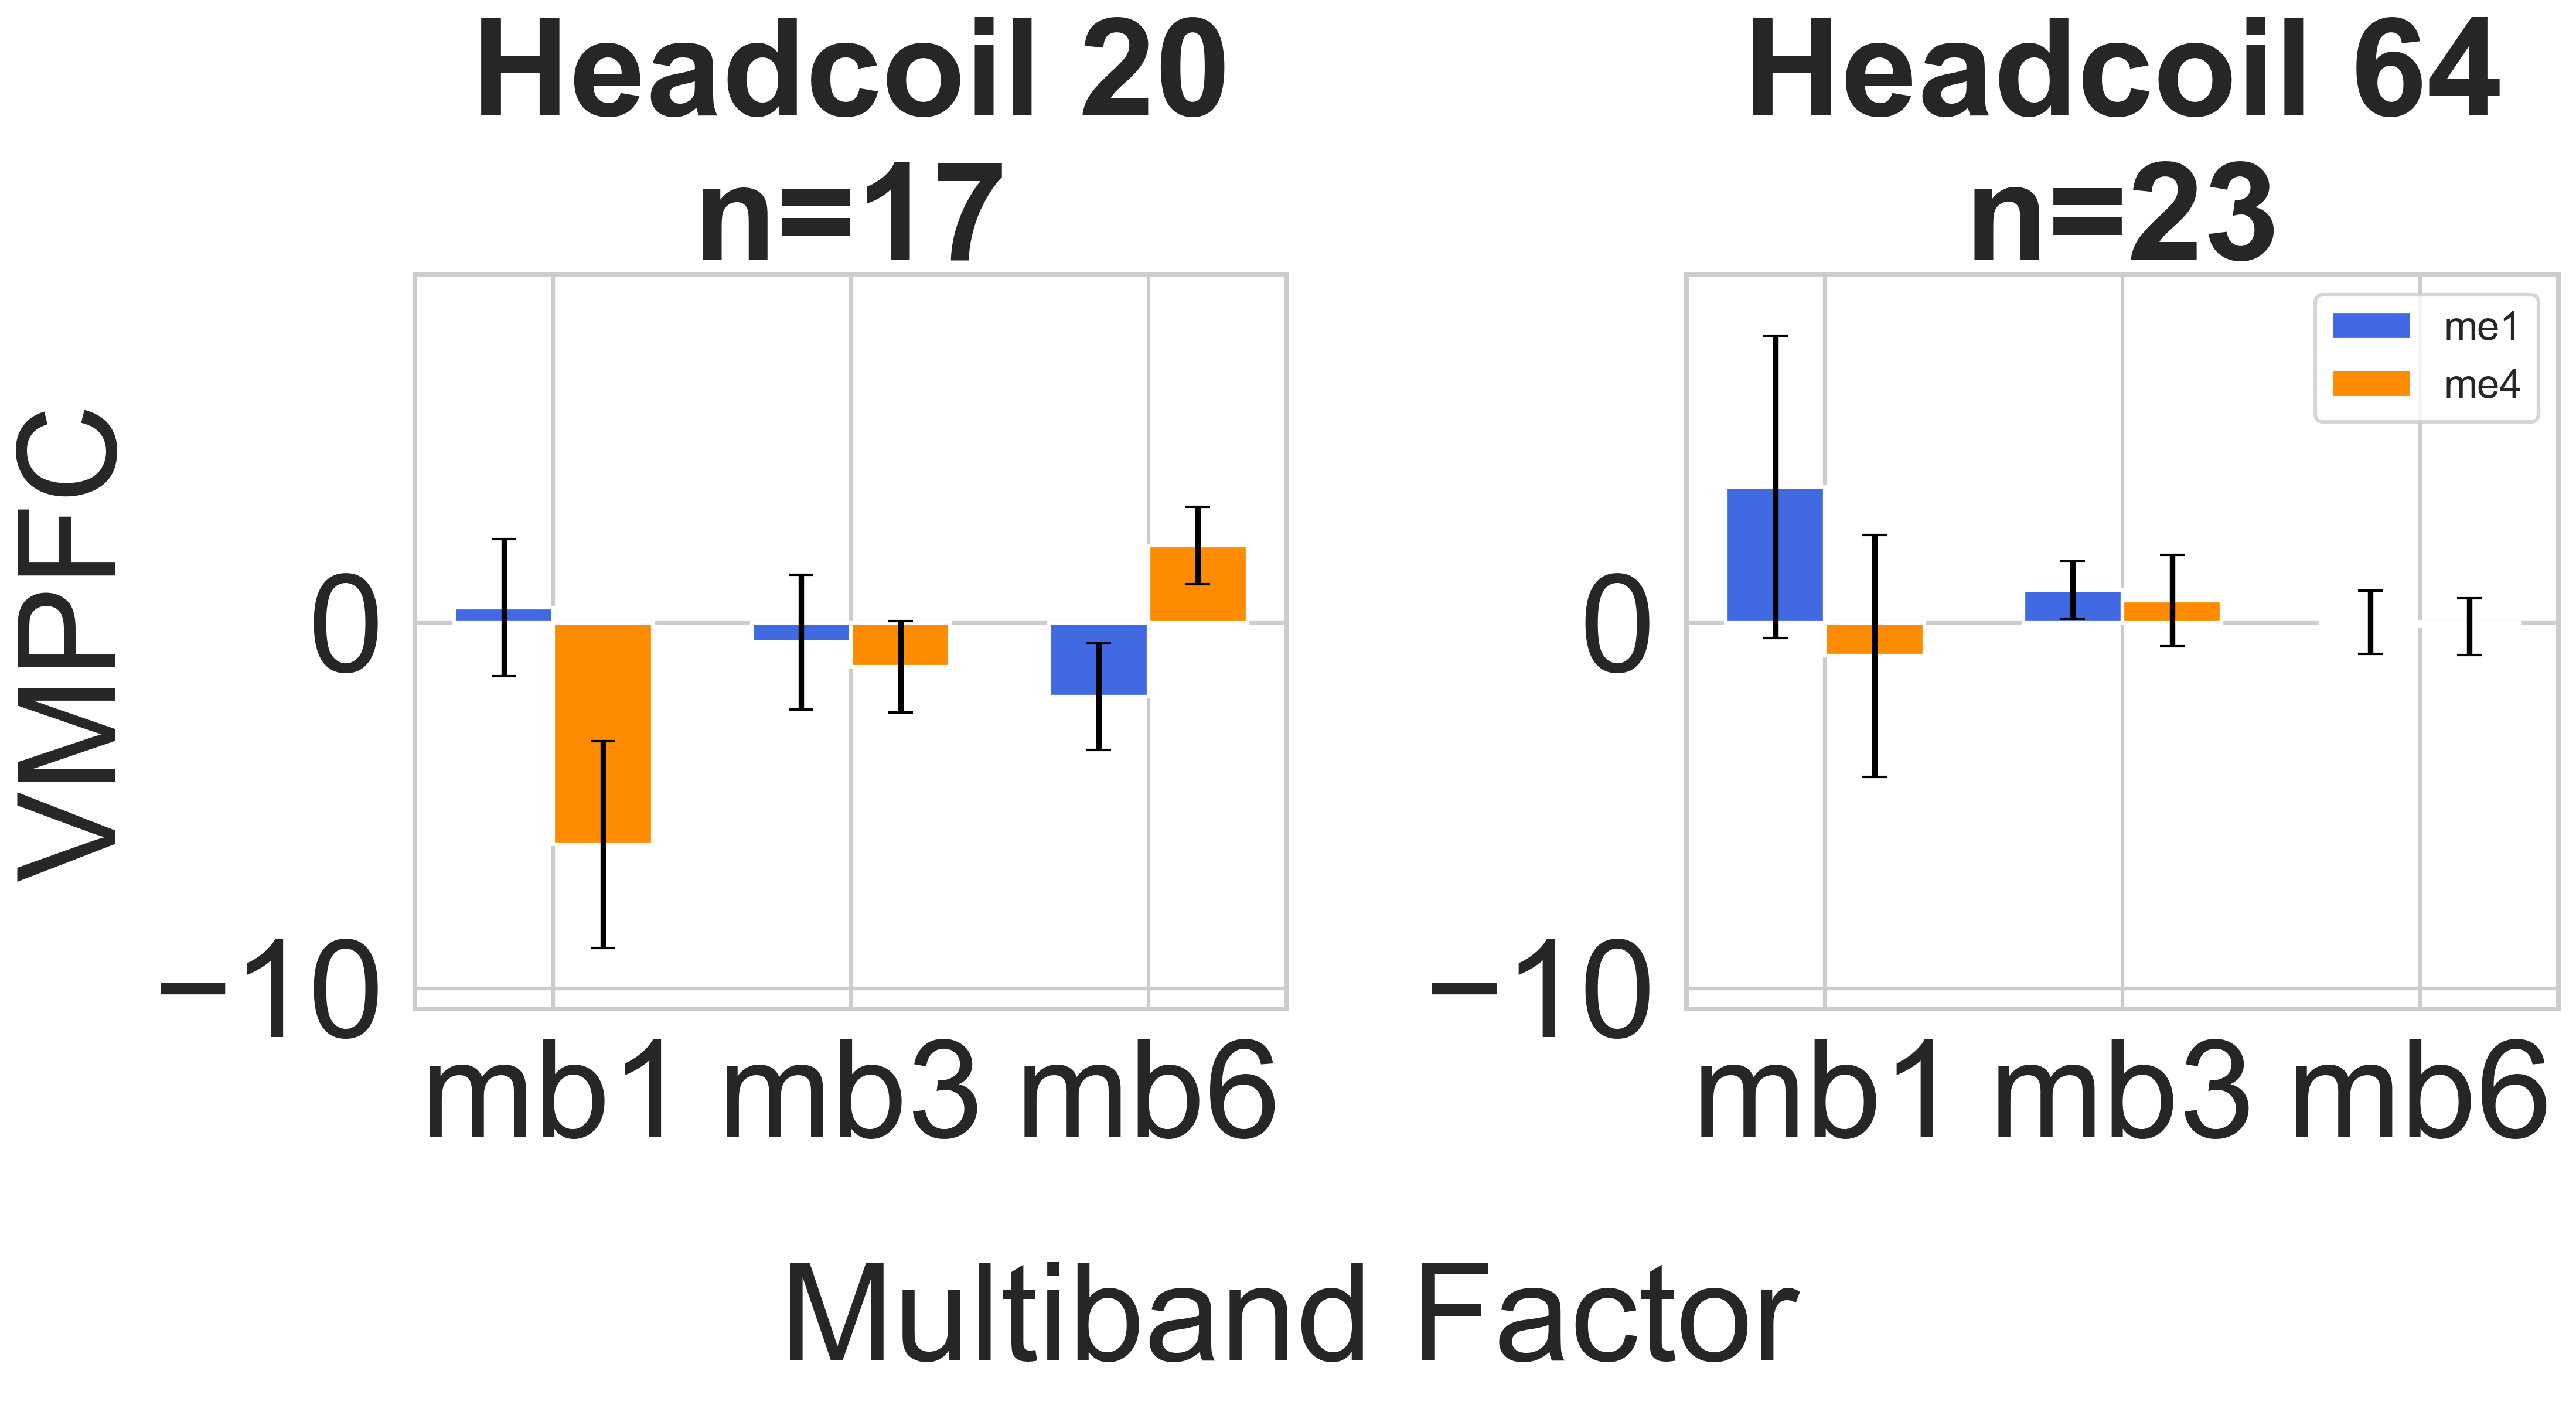 Headcoil 20
n=17
Headcoil 64
n=23
VMPFC
0
−10
mb1 mb3 mb6
me1
me4
0
−10
mb1 mb3 mb6
Multiband Factor